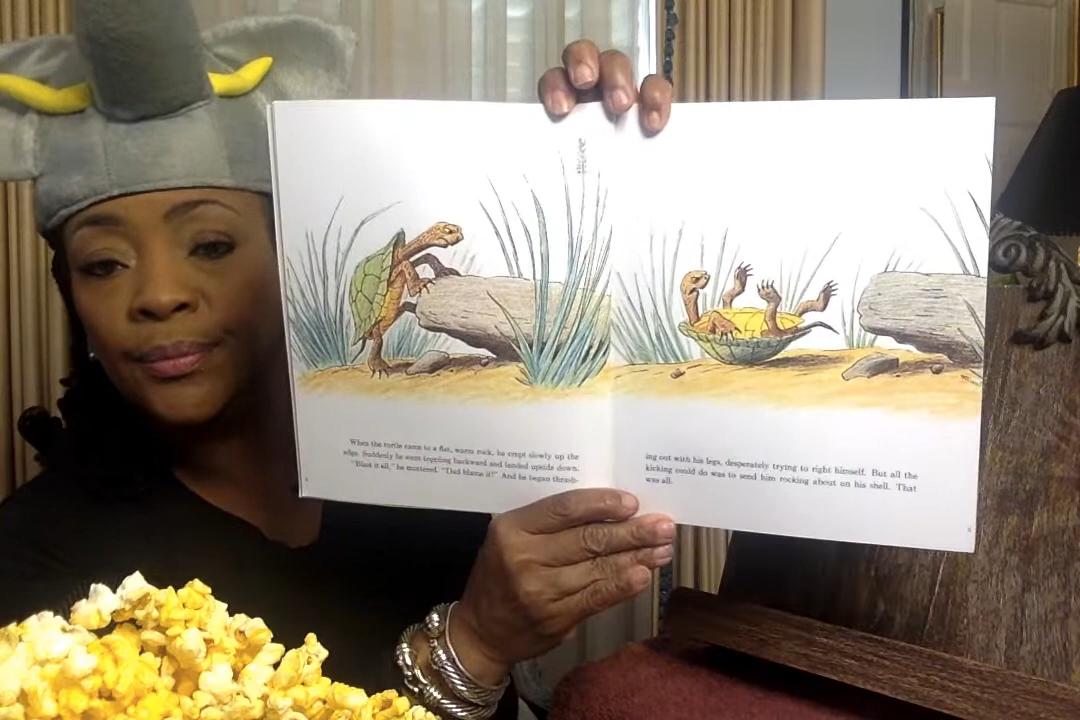 When the turtle came to a flat, warm rock, he crept slowly up the
edge. Suddenly he went toppling backward and landed upside down.
"Blast it all," he muttered. "Dad blame it!" And he began thrash-
ing out with his legs, desperately trying to right himself. But all the
kicking could do was to send him rocking about on his shell. That
was all.